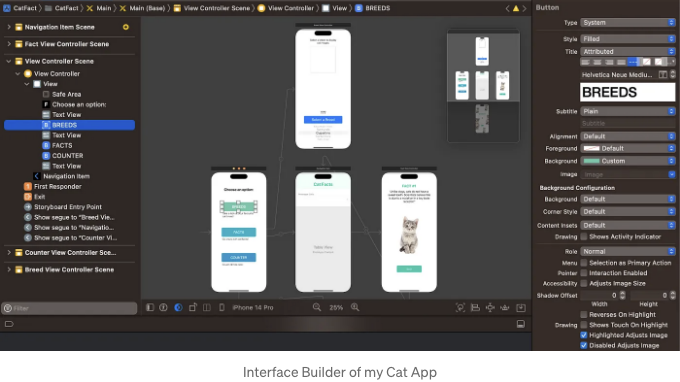 CatFact CatFact Main Main (Base) View Controller Scene View Controller View BREEDS
Navigation Item Scene
Fact View Controller Scene
View Controller Scene
View Controller
View
Safe Area
F Choose an option:
Text View
B BREEDS
Text View
B FACTS
B COUNTER
Text View
Navigation Item
First Responder
Exit
Storyboard Entry Point
Show segue to "Breed Vie...
Show segue to "Navigatio...
Show segue to "Counter Vi...
Counter View Controller Sce...
Breed View Controller Scene
Filter
Choose an option
BREEDS
FACTS
COUNTER
CatFacts
Table View
FACT #1
iPhone 14 Pro
25%
Button
Type System
Style Filled
Title Attributed
Helvetica Neue Mediu...
BREEDS
Subtitle Plain
Subtitle
Alignment Default
Foreground Default
Background Custom
Image Image
Background Configuration
Background Default
Corner Style Default
Content Insets Default
Drawing Shows Activity Indicator
Role Normal
Menu Selection as Primary Action
Pointer Interaction Enabled
Accessibility Adjusts Image Size
Shadow Offset 0 0
Width Height
Reverses On Highlight
Drawing Shows Touch On Highlight
Highlighted Adjusts Image
Disabled Adjusts Image
Interface Builder of my Cat App